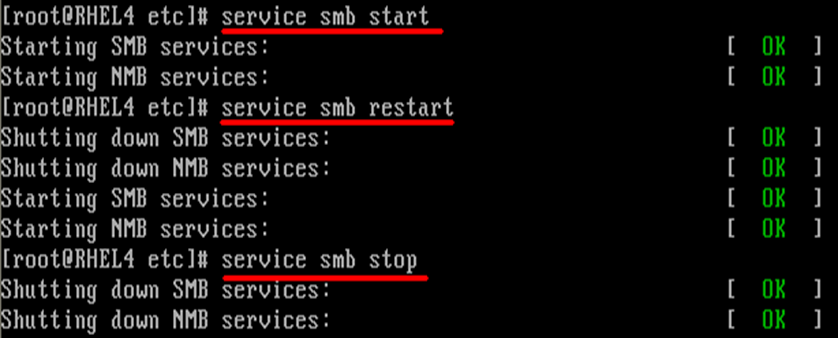 [root@RHEL4 etc]# service smb start
Starting SMB services: [ OK ]
Starting NMB services: [ OK ]
[root@RHEL4 etc]# service smb restart
Shutting down SMB services: [ OK ]
Shutting down NMB services: [ OK ]
Starting SMB services: [ OK ]
Starting NMB services: [ OK ]
[root@RHEL4 etc]# service smb stop
Shutting down SMB services: [ OK ]
Shutting down NMB services: [ OK ]